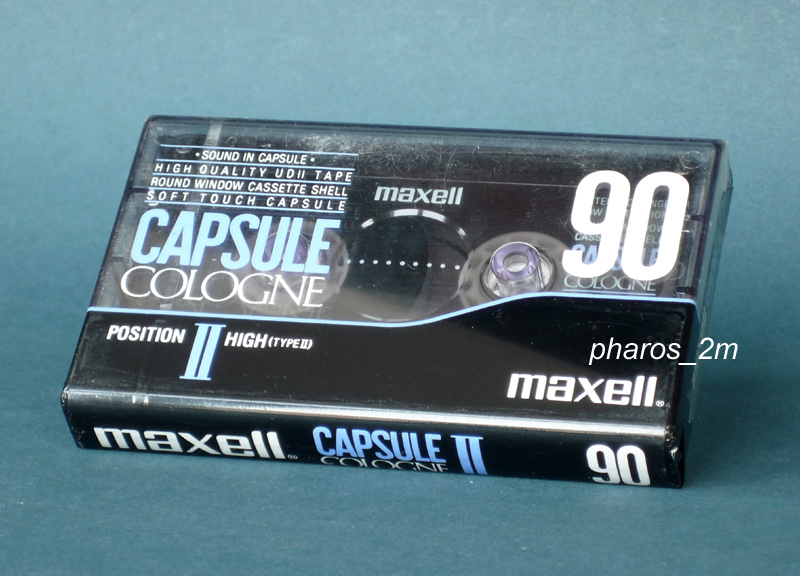 • SOUND IN CAPSULE •
HIGH QUALITY UDII TAPE
ROUND WINDOW CASSETTE SHELL
SOFT TOUCH CAPSULE
CAPSULE
COLOGNE
maxell
90
COLOGNE
POSITION II HIGH (TYPE II)
pharos_2m
maxell®
maxell® CAPSULE II 90
COLOGNE